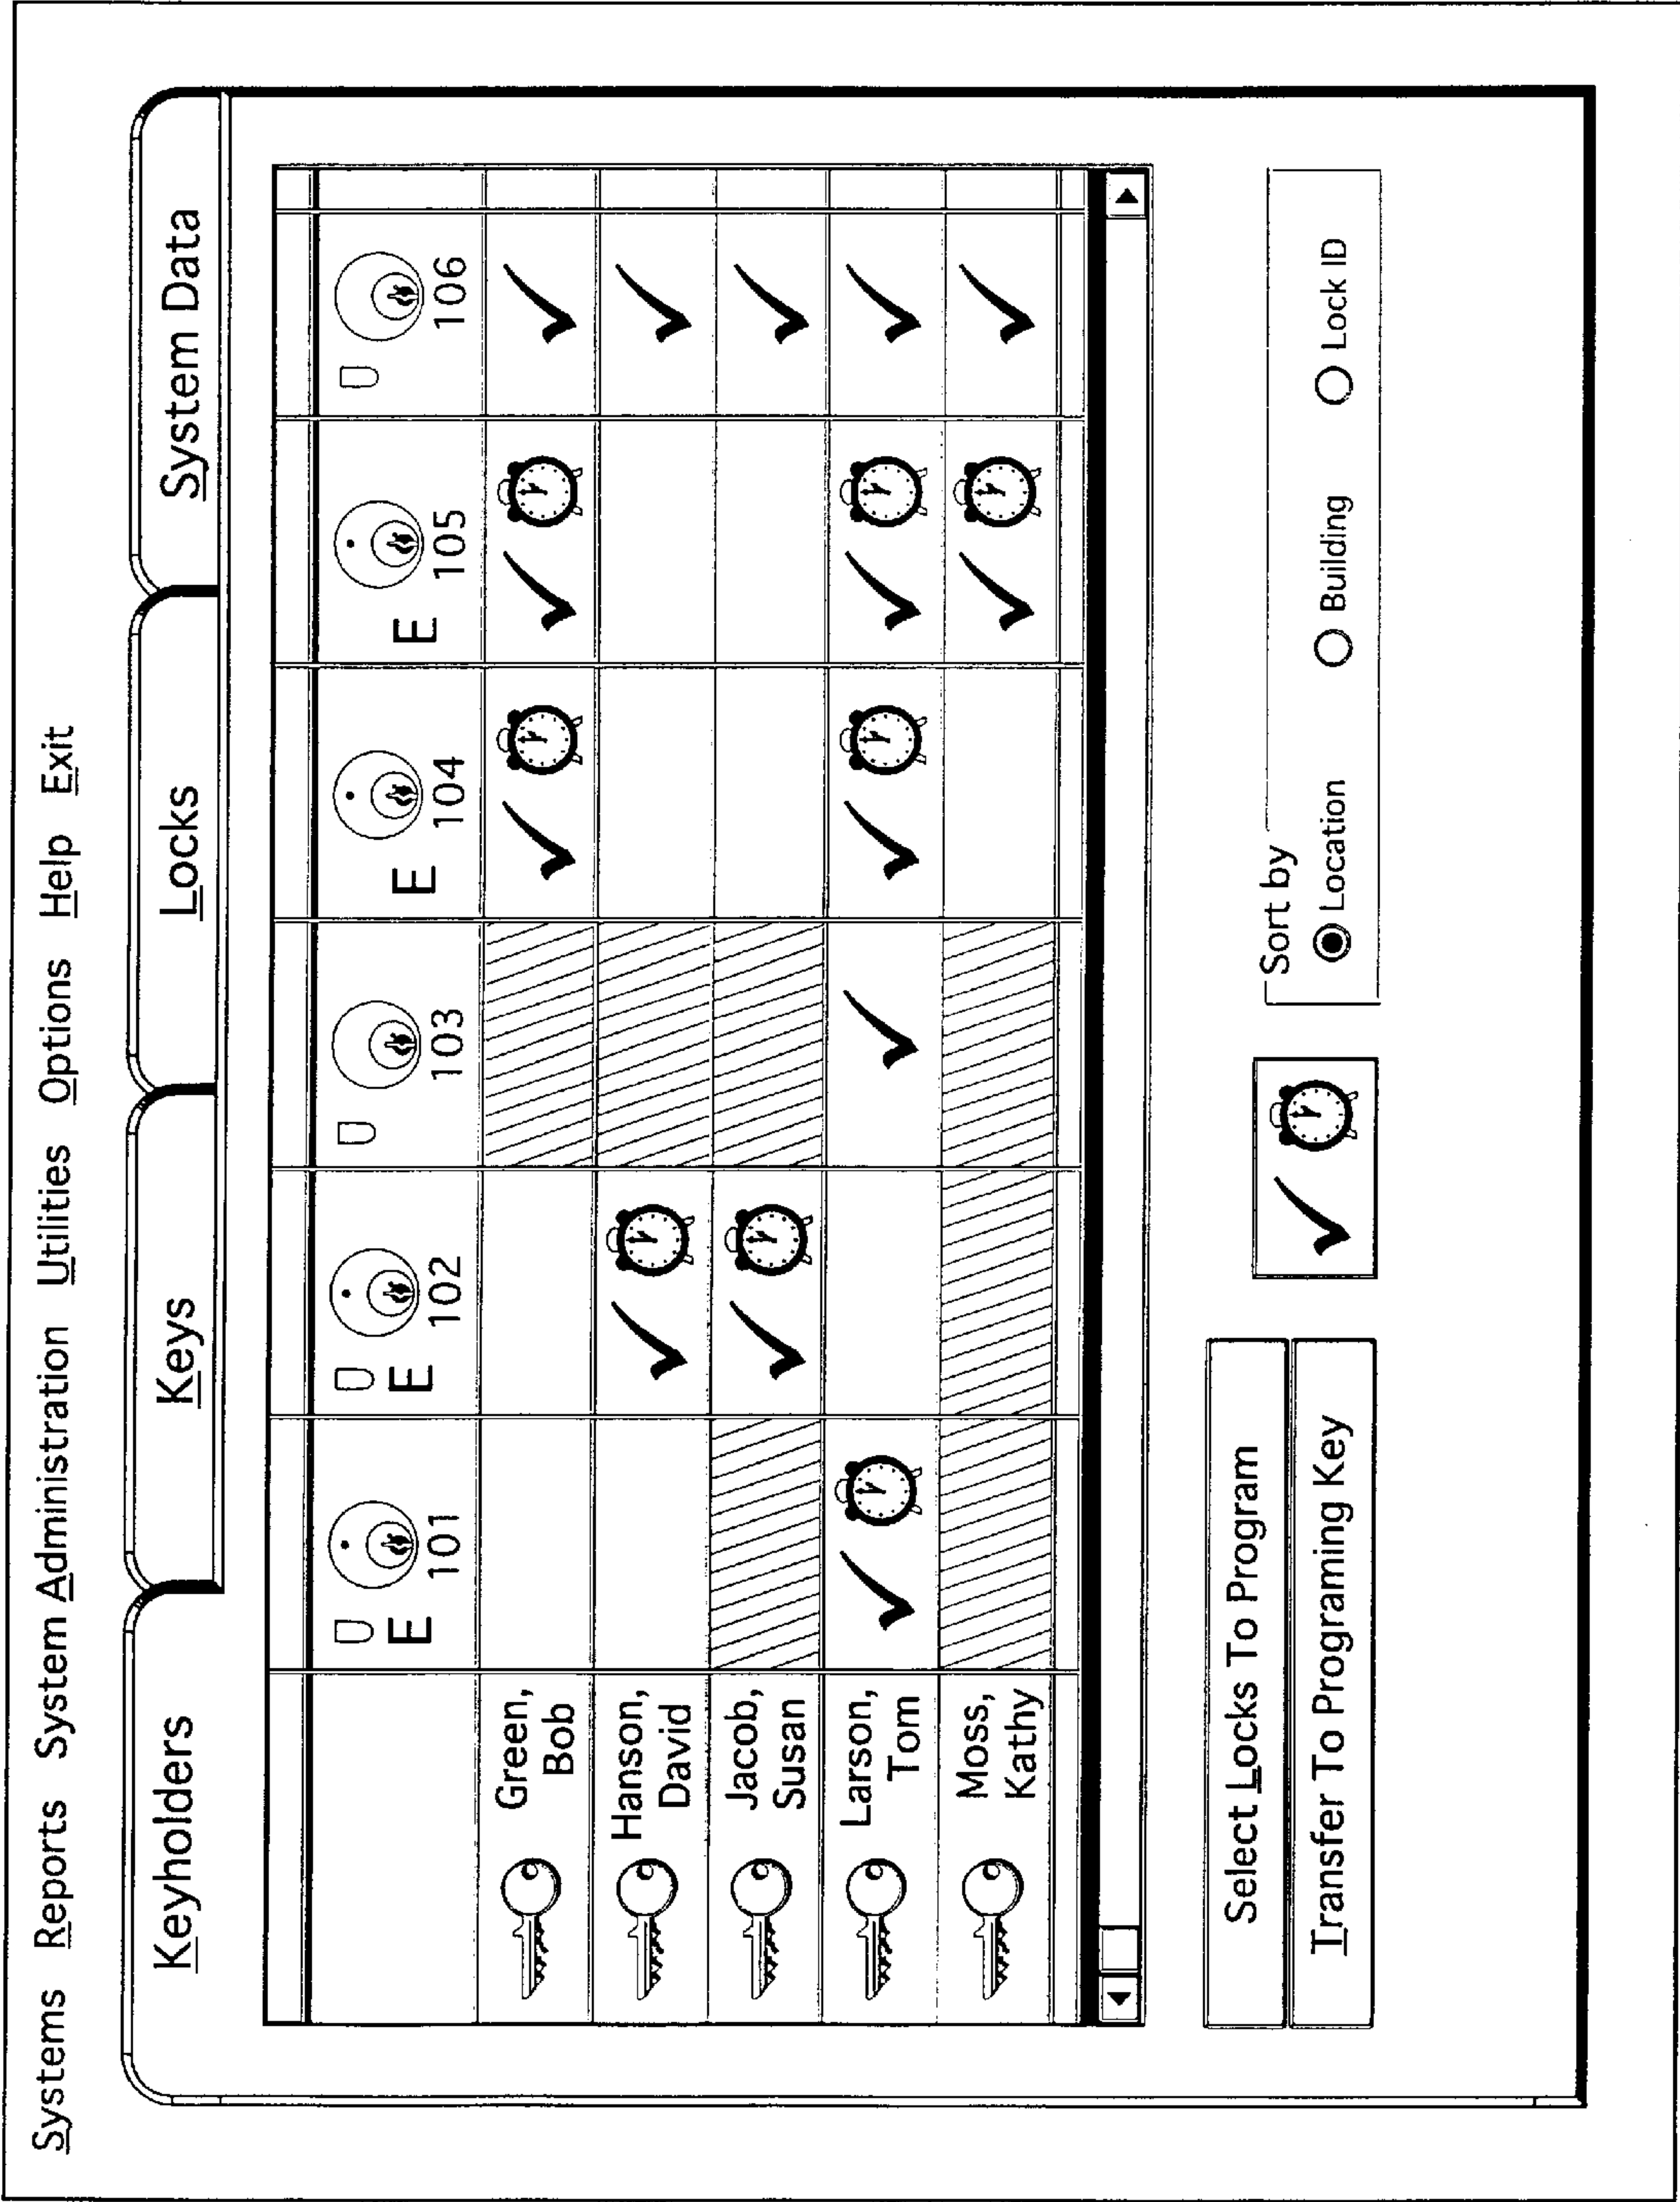 Systems Reports System Administration Utilities Options Help Exit
Keyholders Keys Locks System Data
E E E E
101 102 103 104 105 106
Green,
Bob
Hanson,
David
Jacob,
Susan
Larson,
Tom
Moss,
Kathy
Select Locks To Program
Transfer To Programing Key
Sort by
Location Building Lock ID